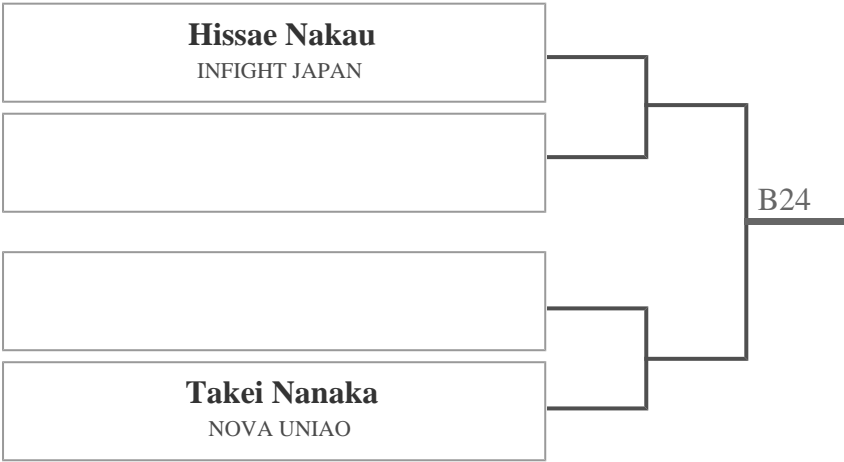 Hissae Nakau
INFIGHT JAPAN
B24
Takei Nanaka
NOVA UNIAO